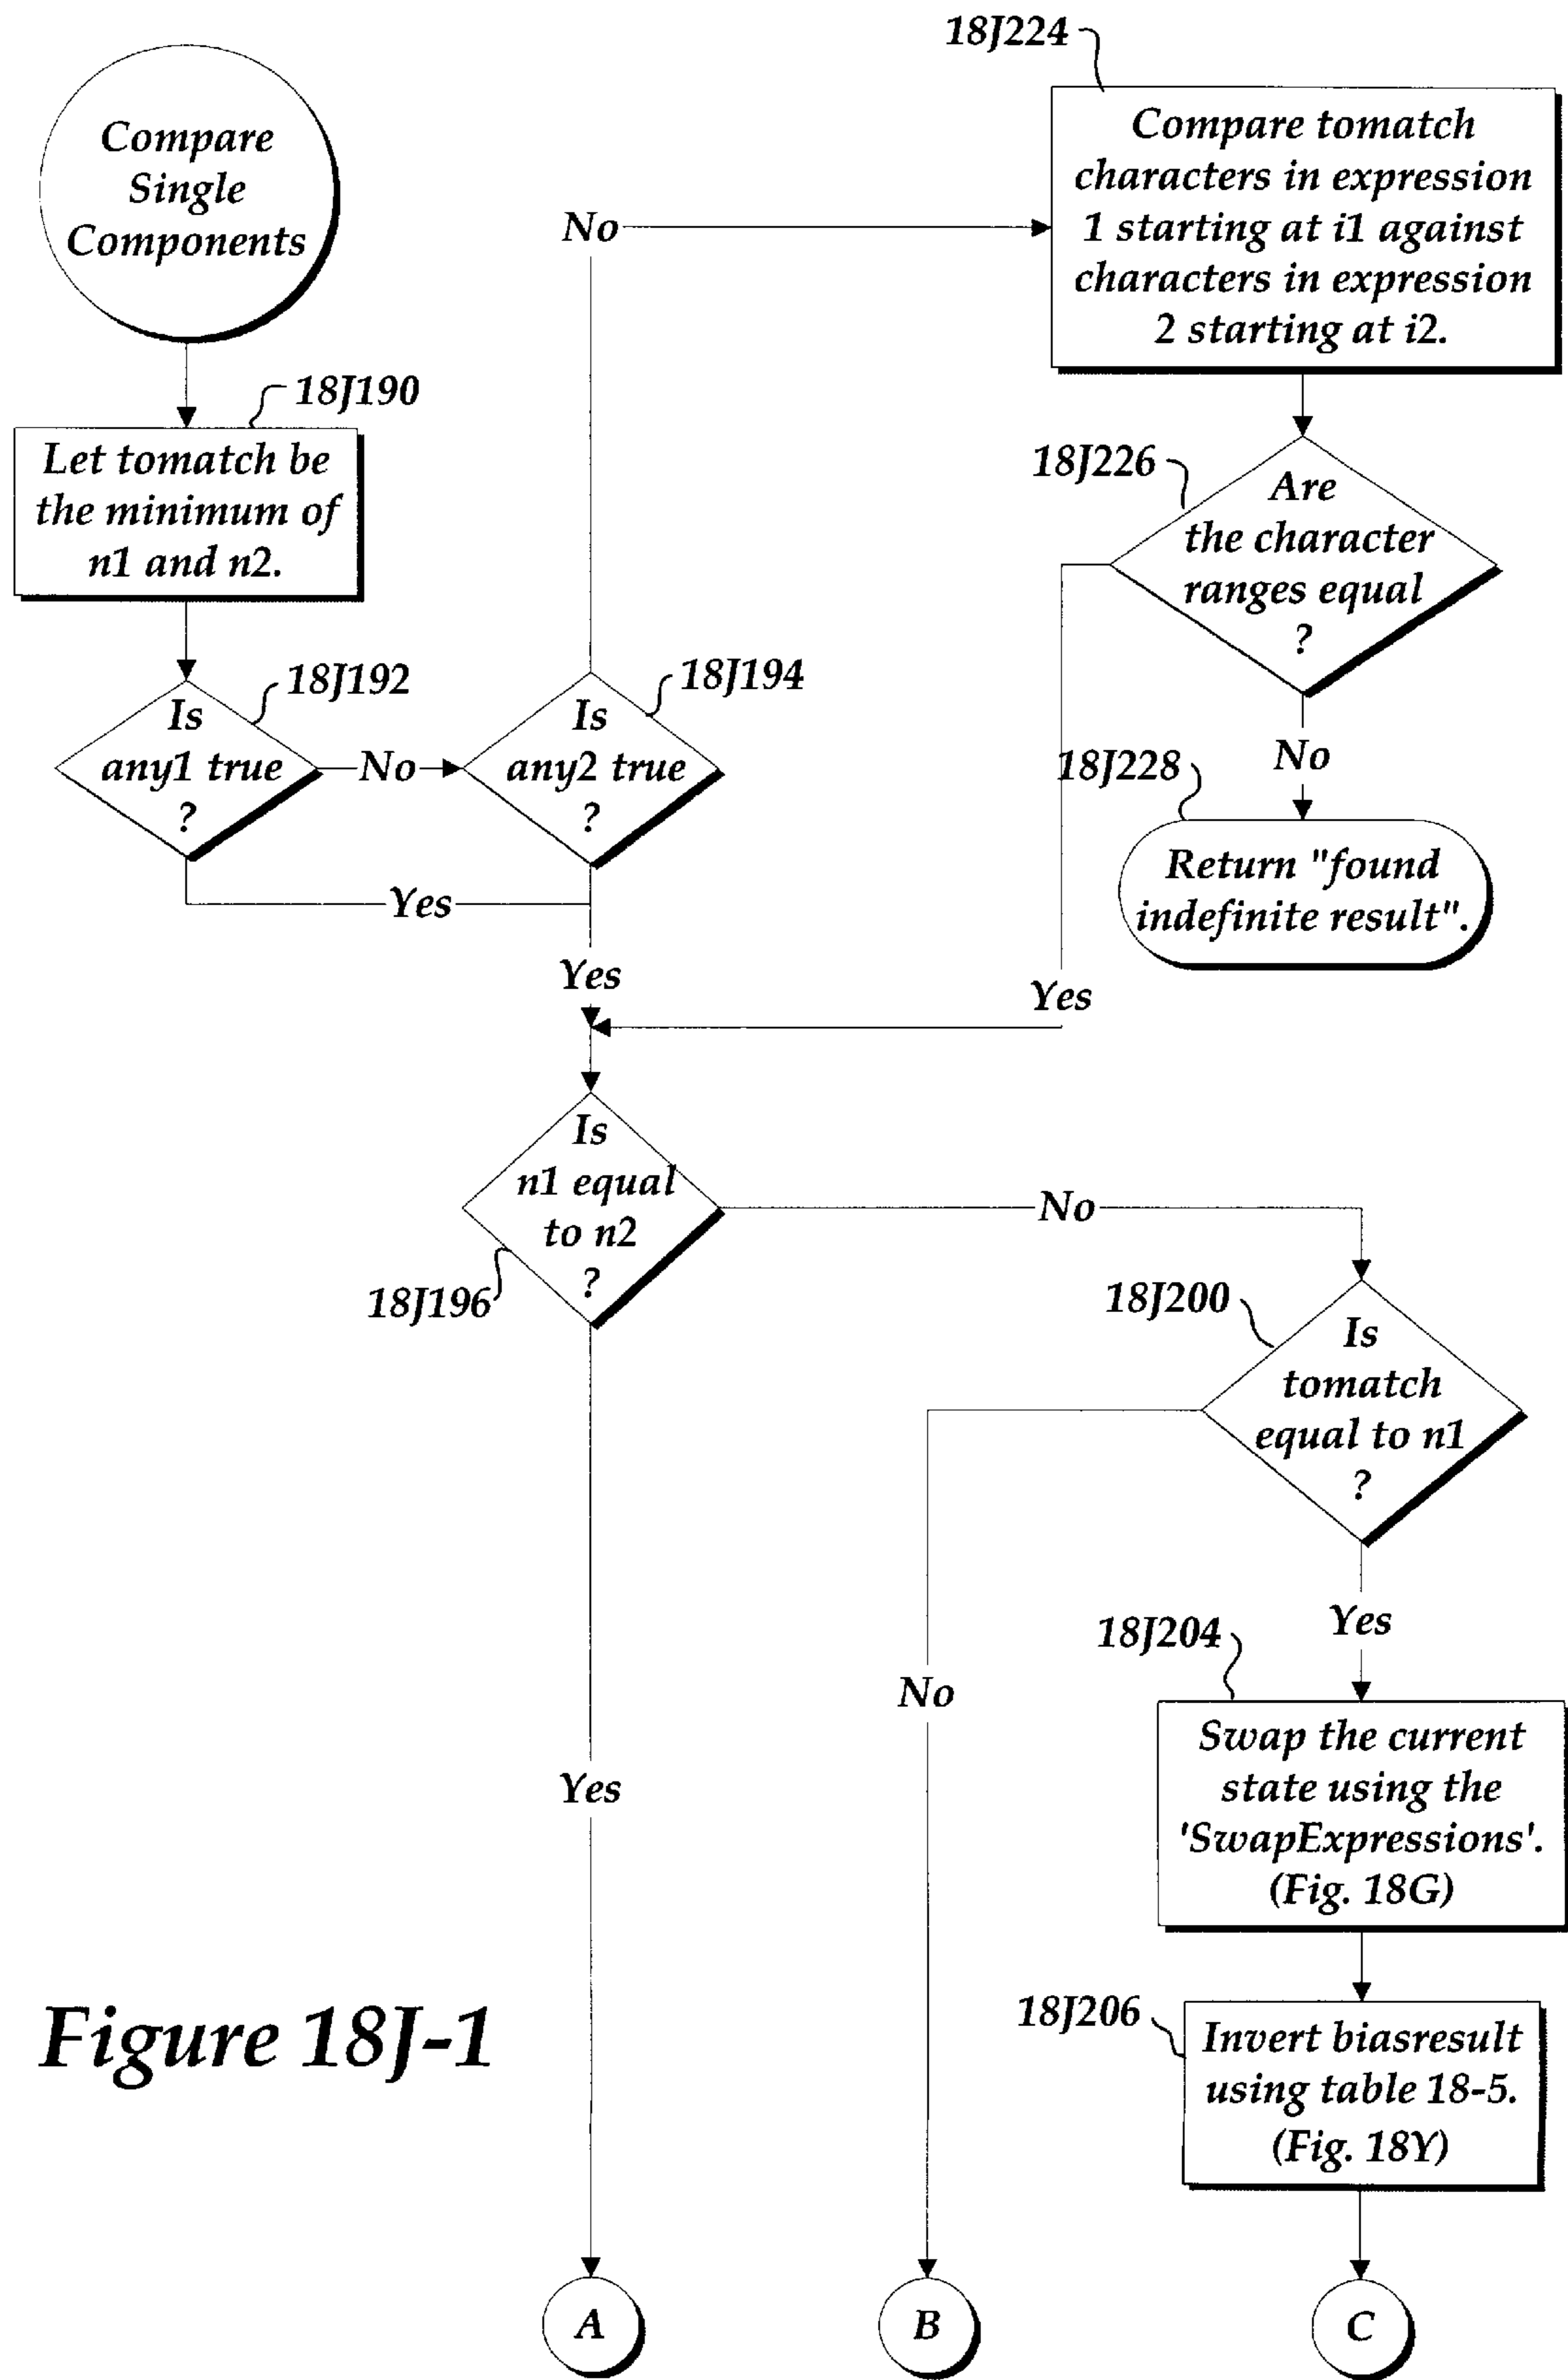 Compare
Single
Components
18J190
Let tomatch be
the minimum of
n1 and n2.
18J192
Is
any1 true
?
No
18J194
Is
any2 true
?
Yes
Yes
No
18J224
Compare tomatch
characters in expression
1 starting at i1 against
characters in expression
2 starting at i2.
18J226
Are
the character
ranges equal
?
No
18J228
Return "found
indefinite result".
Yes
Is
n1 equal
to n2
?
18J196
No
18J200
Is
tomatch
equal to n1
?
Yes
18J204
Swap the current
state using the
'SwapExpressions'.
(Fig. 18G)
No
Yes
18J206
Invert biasresult
using table 18-5.
(Fig. 18Y)
Figure 18J-1
A
B
C